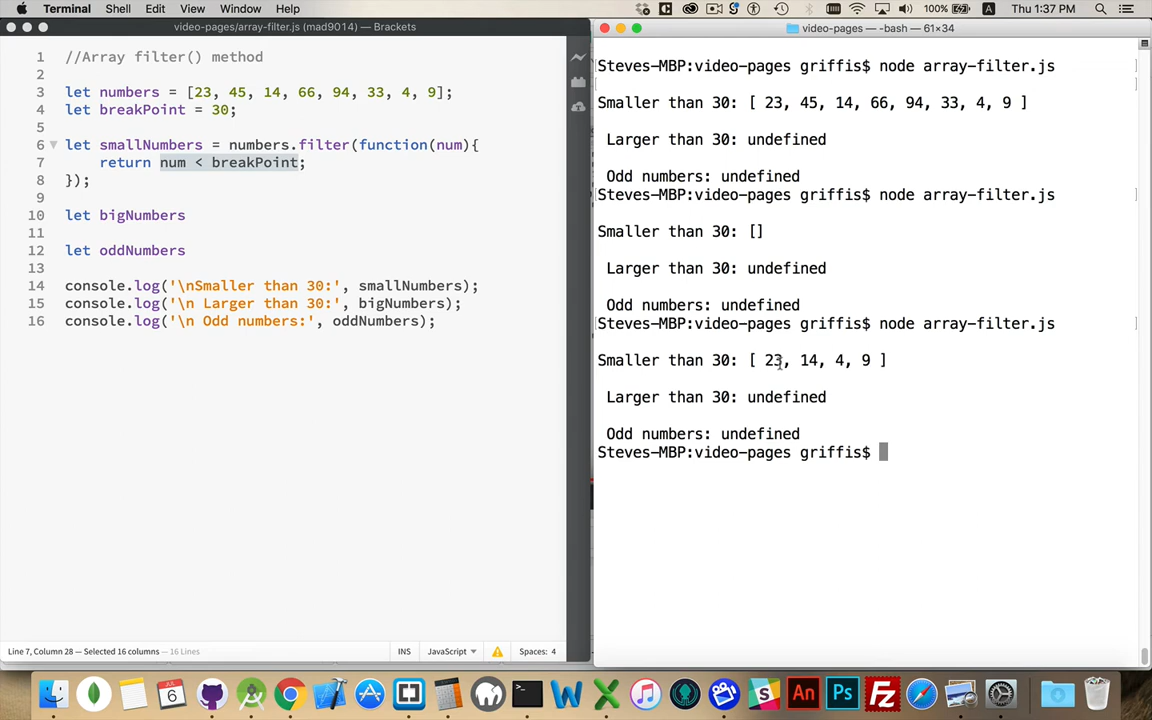 Terminal Shell Edit View Window Help 100% A Thu 1:37 PM
video-pages/array-filter.js (mad9014) — Brackets
1 //Array filter() method
2
3 let numbers = [23, 45, 14, 66, 94, 33, 4, 9];
4 let breakPoint = 30;
5
6 let smallNumbers = numbers.filter(function(num){
7 return num < breakPoint;
8 });
9
10 let bigNumbers
11
12 let oddNumbers
13
14 console.log('\nSmaller than 30:', smallNumbers);
15 console.log('\n Larger than 30:', bigNumbers);
16 console.log('\n Odd numbers:', oddNumbers);
Line 7, Column 28 — Selected 16 columns — 16 Lines
INS JavaScript Spaces: 4
video-pages — -bash — 61×34
[Steves-MBP:video-pages griffis$ node array-filter.js ]
[ ]
Smaller than 30: [ 23, 45, 14, 66, 94, 33, 4, 9 ]
Larger than 30: undefined
Odd numbers: undefined
[Steves-MBP:video-pages griffis$ node array-filter.js ]
Smaller than 30: []
Larger than 30: undefined
Odd numbers: undefined
[Steves-MBP:video-pages griffis$ node array-filter.js ]
Smaller than 30: [ 23, 14, 4, 9 ]
Larger than 30: undefined
Odd numbers: undefined
Steves-MBP:video-pages griffis$
6
>_
W
X
S
An
Ps
FZ